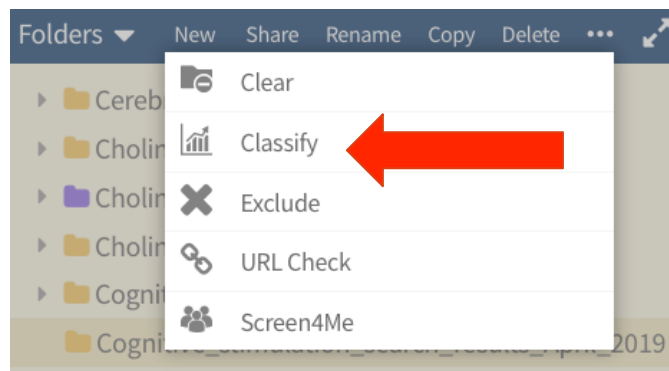 Folders New Share Rename Copy Delete
Clear
Cereb
Classify
Cholin
Cholin
Exclude
Cholin
URL Check
Cognit
Screen4Me
Cognitive_stimulation_search_results_April_2019